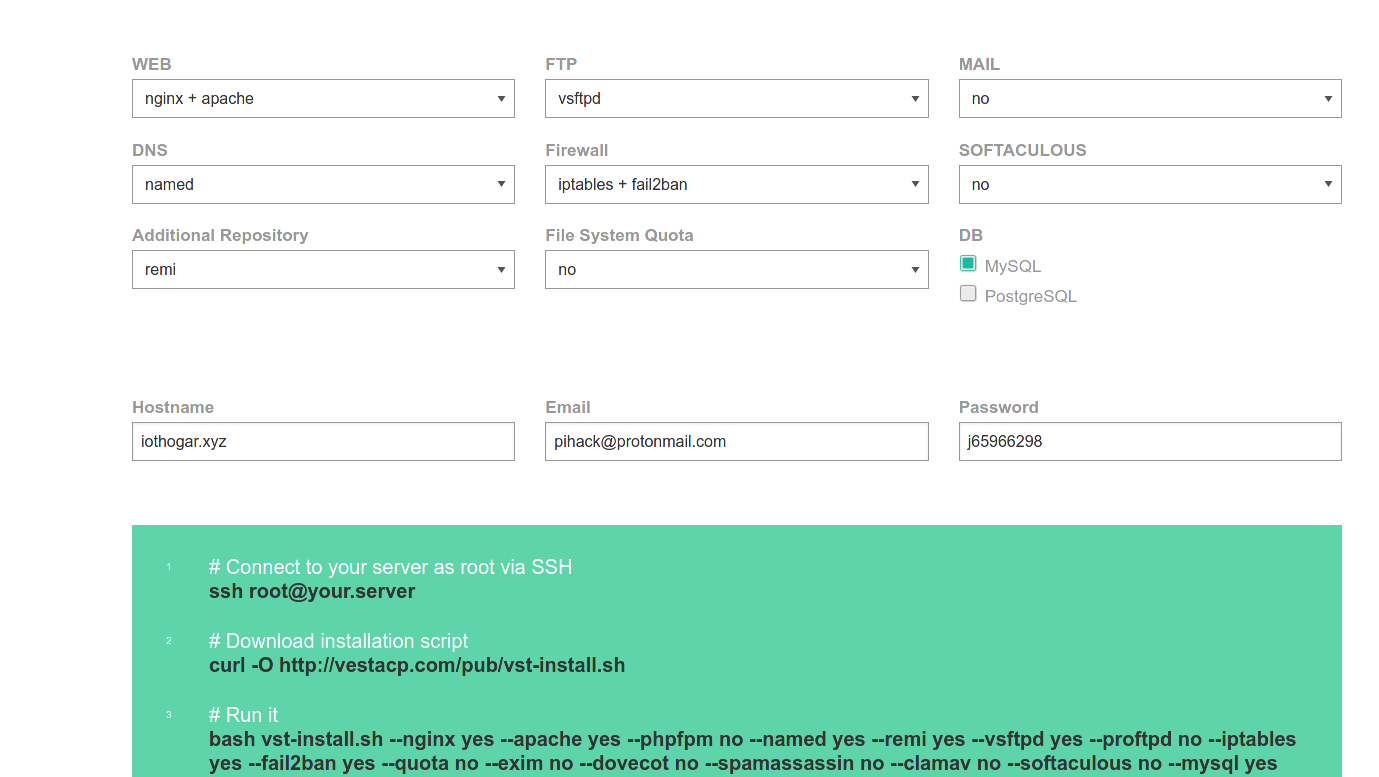 WEB
FTP
MAIL
nginx + apache
vsftpd
no
DNS
Firewall
SOFTACULOUS
named
iptables + fail2ban
no
Additional Repository
File System Quota
DB
remi
no
MySQL
PostgreSQL
Hostname
Email
Password
iothogar.xyz
pihack@protonmail.com
j65966298
1
# Connect to your server as root via SSH
ssh root@your.server
2
# Download installation script
curl -O http://vestacp.com/pub/vst-install.sh
3
# Run it
bash vst-install.sh --nginx yes --apache yes --phpfpm no --named yes --remi yes --vsftpd yes --proftpd no --iptables
yes --fail2ban yes --quota no --exim no --dovecot no --spamassassin no --clamav no --softaculous no --mysql yes